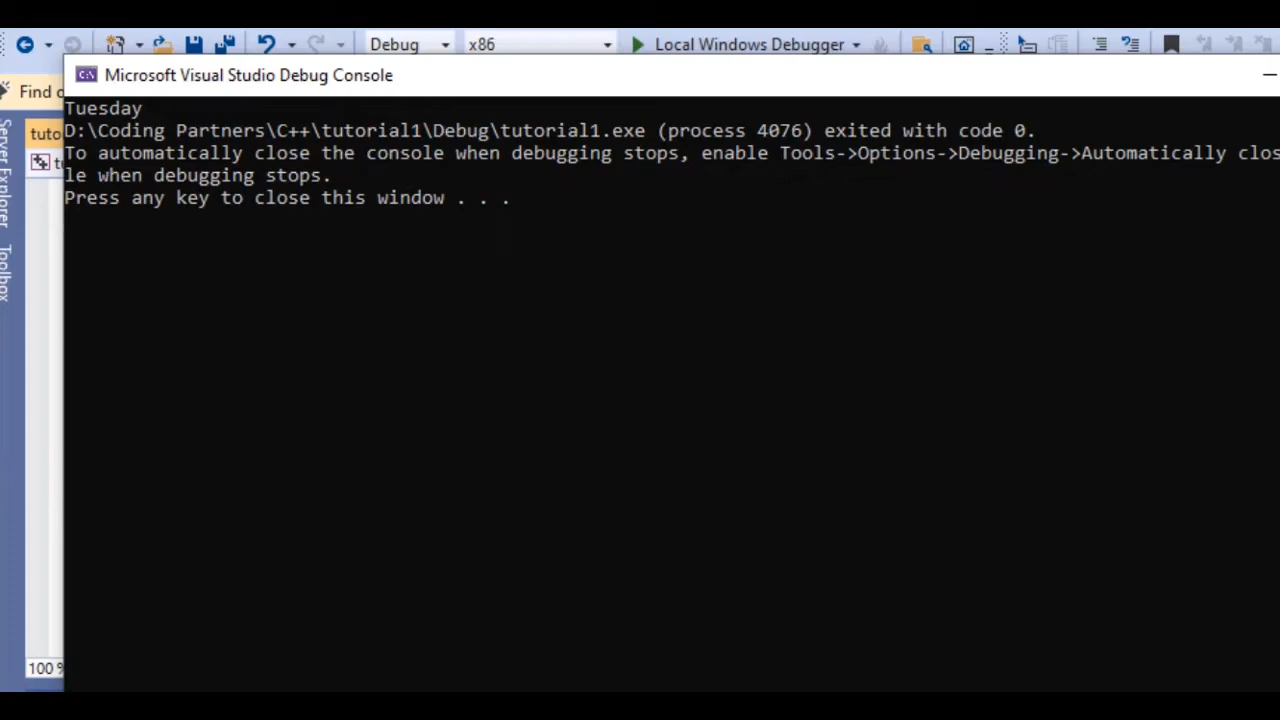 Debug x86 Local Windows Debugger
Microsoft Visual Studio Debug Console
Find
Tuesday
tuto
D:\Coding Partners\C++\tutorial1\Debug\tutorial1.exe (process 4076) exited with code 0.
To automatically close the console when debugging stops, enable Tools->Options->Debugging->Automatically clos
le when debugging stops.
Press any key to close this window . . .
Server Explorer
Toolbox
100 %